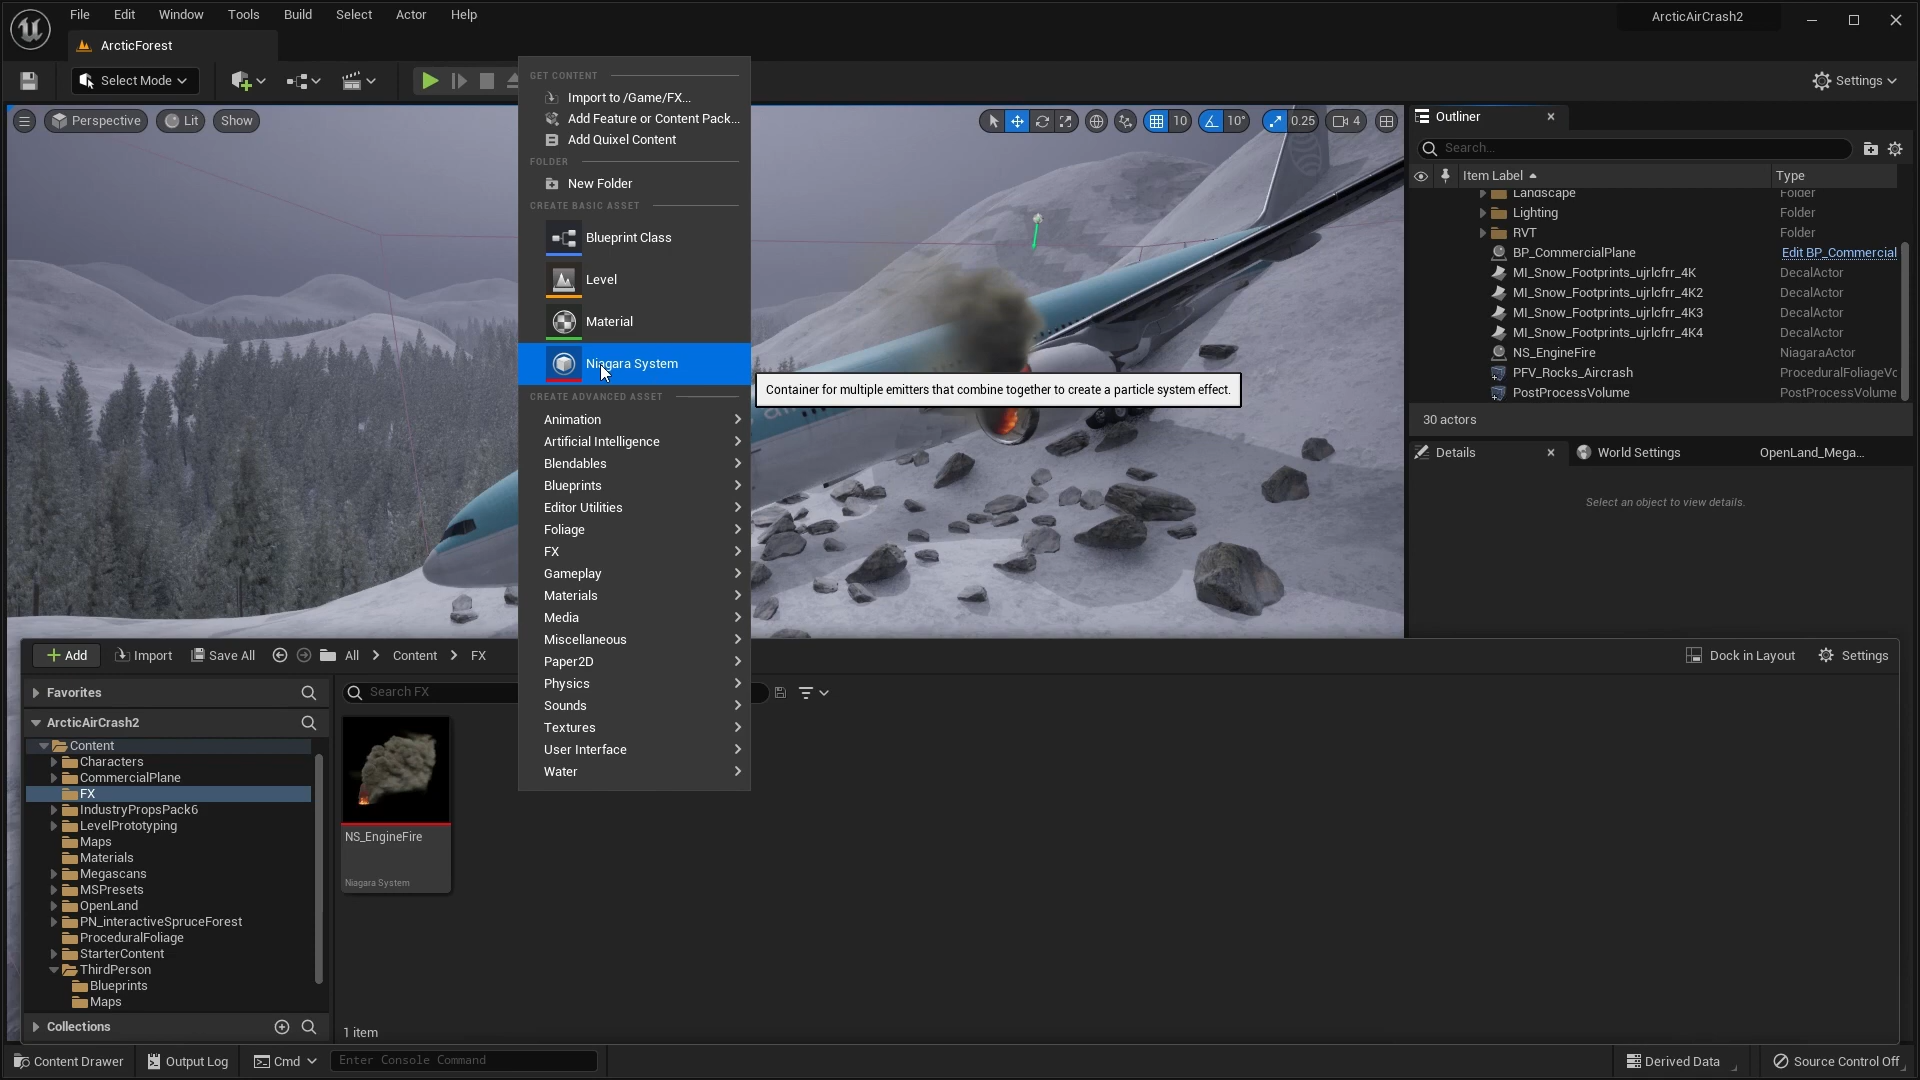 File Edit Window Tools Build Select Actor Help
ArcticAirCrash2
ArcticForest
Select Mode
Settings
Perspective
Lit
Show
10
10°
0.25
4
GET CONTENT
Import to /Game/FX...
Add Feature or Content Pack...
Add Quixel Content
FOLDER
New Folder
CREATE BASIC ASSET
Blueprint Class
Level
Material
Niagara System
CREATE ADVANCED ASSET
Animation
Artificial Intelligence
Blendables
Blueprints
Editor Utilities
Foliage
FX
Gameplay
Materials
Media
Miscellaneous
Paper2D
Physics
Sounds
Textures
User Interface
Water
Container for multiple emitters that combine together to create a particle system effect.
Outliner
Search...
Item Label Type
Landscape Folder
Lighting Folder
RVT Folder
BP_CommercialPlane Edit BP_Commercial
MI_Snow_Footprints_ujrlcfrr_4K DecalActor
MI_Snow_Footprints_ujrlcfrr_4K2 DecalActor
MI_Snow_Footprints_ujrlcfrr_4K3 DecalActor
MI_Snow_Footprints_ujrlcfrr_4K4 DecalActor
NS_EngineFire NiagaraActor
PFV_Rocks_Aircrash ProceduralFoliageVo
PostProcessVolume PostProcessVolume
30 actors
Details
World Settings
OpenLand_Mega...
Select an object to view details.
Add
Import
Save All
All
Content
FX
Dock in Layout
Settings
Favorites
Search FX
ArcticAirCrash2
Content
Characters
CommercialPlane
FX
IndustryPropsPack6
LevelPrototyping
Maps
Materials
Megascans
MSPresets
OpenLand
PN_interactiveSpruceForest
ProceduralFoliage
StarterContent
ThirdPerson
Blueprints
Maps
Collections
NS_EngineFire
Niagara System
1 item
Content Drawer
Output Log
Cmd
Enter Console Command
Derived Data
Source Control Off